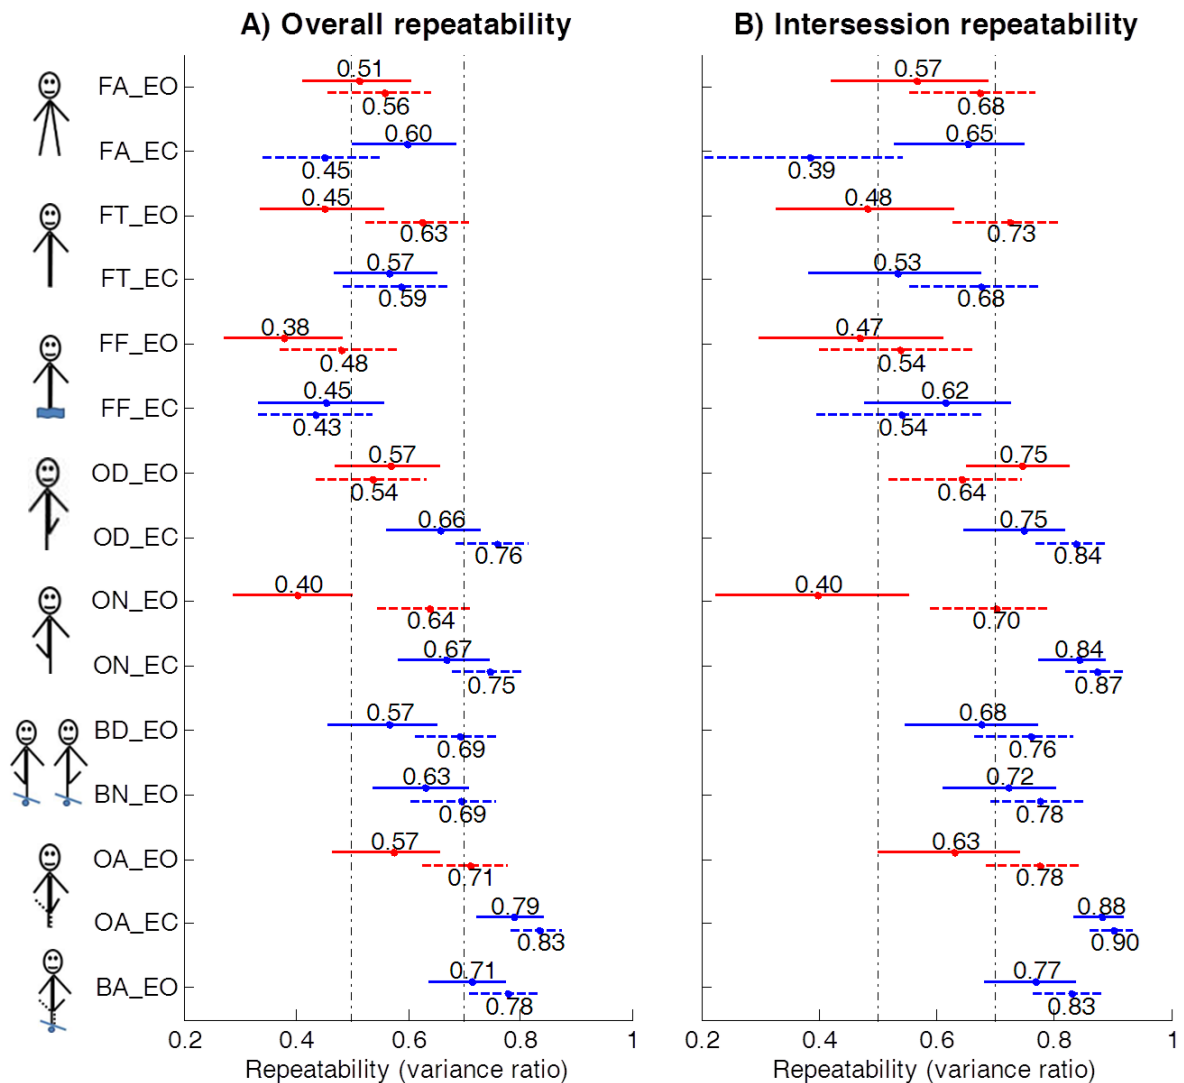 A) Overall repeatability
B) Intersession repeatability
FA_EO
0.51
0.56
0.57
0.68
FA_EC
0.60
0.45
0.65
0.39
FT_EO
0.45
0.63
0.48
0.73
FT_EC
0.57
0.59
0.53
0.68
FF_EO
0.38
0.48
0.47
0.54
FF_EC
0.45
0.43
0.62
0.54
OD_EO
0.57
0.54
0.75
0.64
OD_EC
0.66
0.76
0.75
0.84
ON_EO
0.40
0.64
0.40
0.70
ON_EC
0.67
0.75
0.84
0.87
BD_EO
0.57
0.69
0.68
0.76
BN_EO
0.63
0.69
0.72
0.78
OA_EO
0.57
0.71
0.63
0.78
OA_EC
0.79
0.83
0.88
0.90
BA_EO
0.71
0.78
0.77
0.83
0.2 0.4 0.6 0.8 1
0.2 0.4 0.6 0.8 1
Repeatability (variance ratio)
Repeatability (variance ratio)